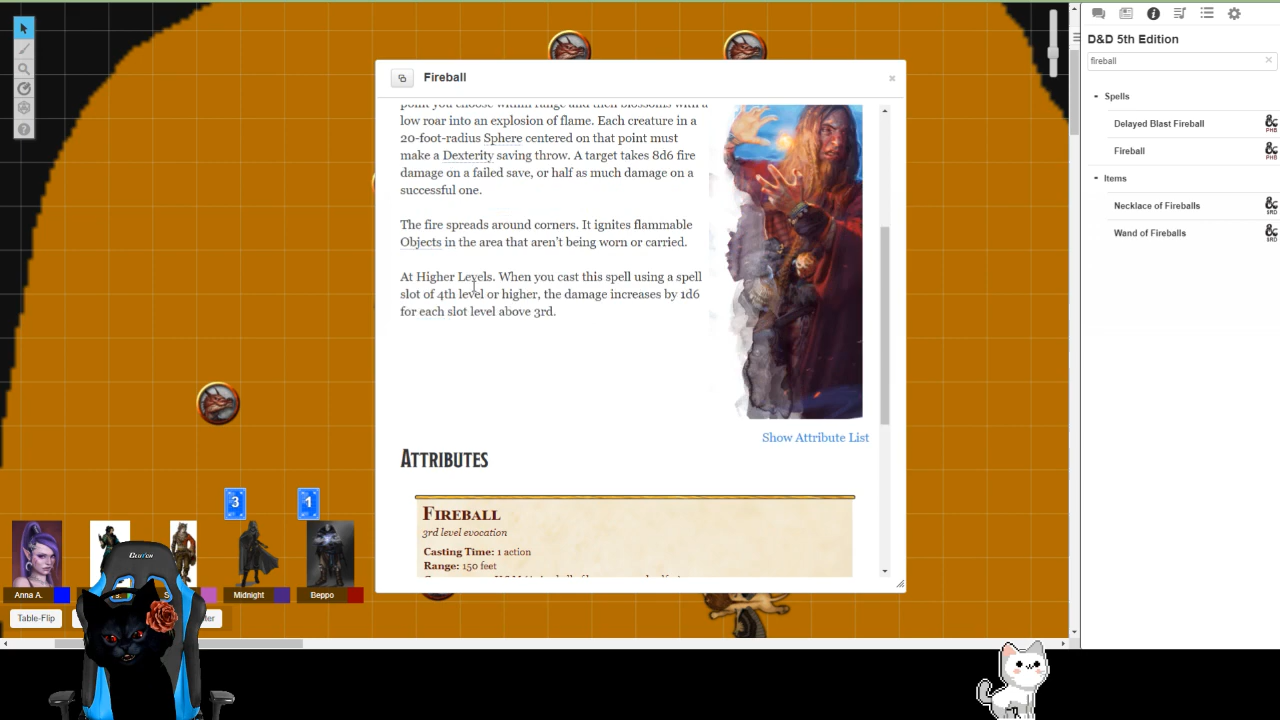 D&D 5th Edition
fireball
Spells
Delayed Blast Fireball
Fireball
Items
Necklace of Fireballs
Wand of Fireballs
PHB
PHB
SRD
SRD
Fireball
point you choose within range and then blossoms with a
low roar into an explosion of flame. Each creature in a
20-foot-radius Sphere centered on that point must
make a Dexterity saving throw. A target takes 8d6 fire
damage on a failed save, or half as much damage on a
successful one.
The fire spreads around corners. It ignites flammable
Objects in the area that aren't being worn or carried.
At Higher Levels. When you cast this spell using a spell
slot of 4th level or higher, the damage increases by 1d6
for each slot level above 3rd.
Show Attribute List
Attributes
Fireball
3rd level evocation
Casting Time: 1 action
Range: 150 feet
3
1
Anna A.
Midnight
Beppo
Table-Flip
CLUTCH